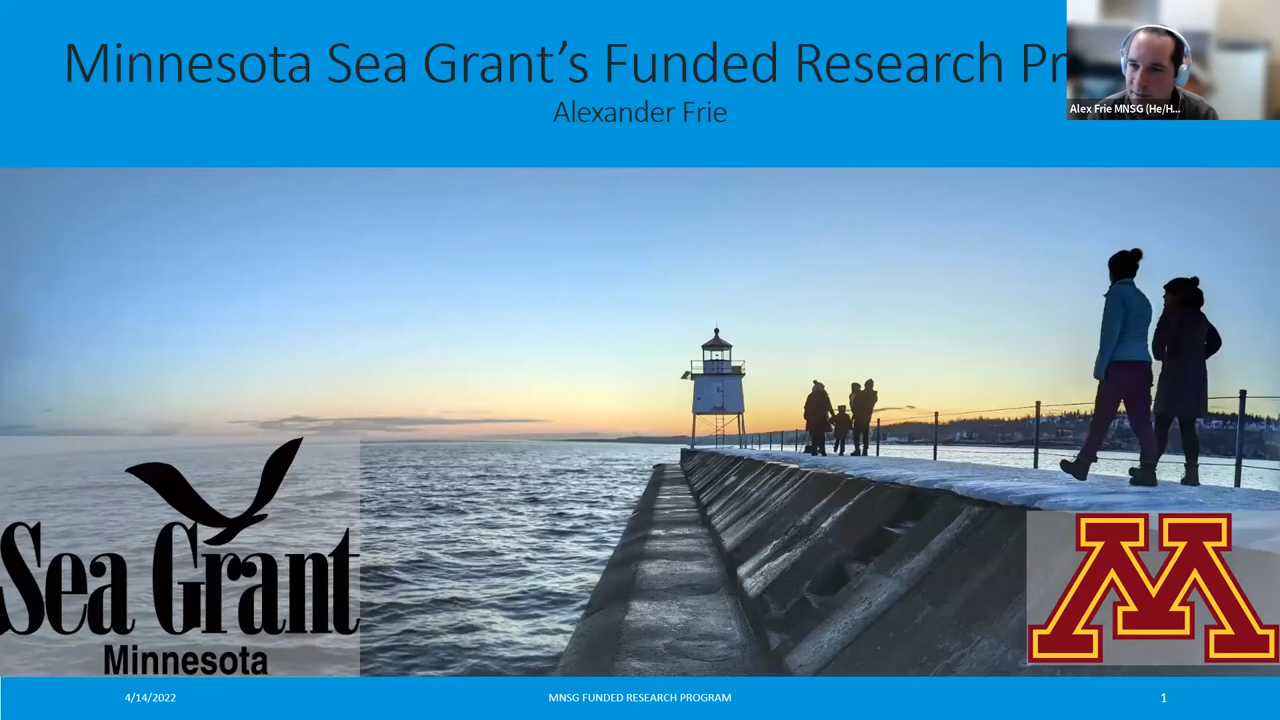 Minnesota Sea Grant’s Funded Research Pr
Alexander Frie
Alex Frie MNSG (He/H...
Sea Grant
Minnesota
M
4/14/2022
MNSG FUNDED RESEARCH PROGRAM
1